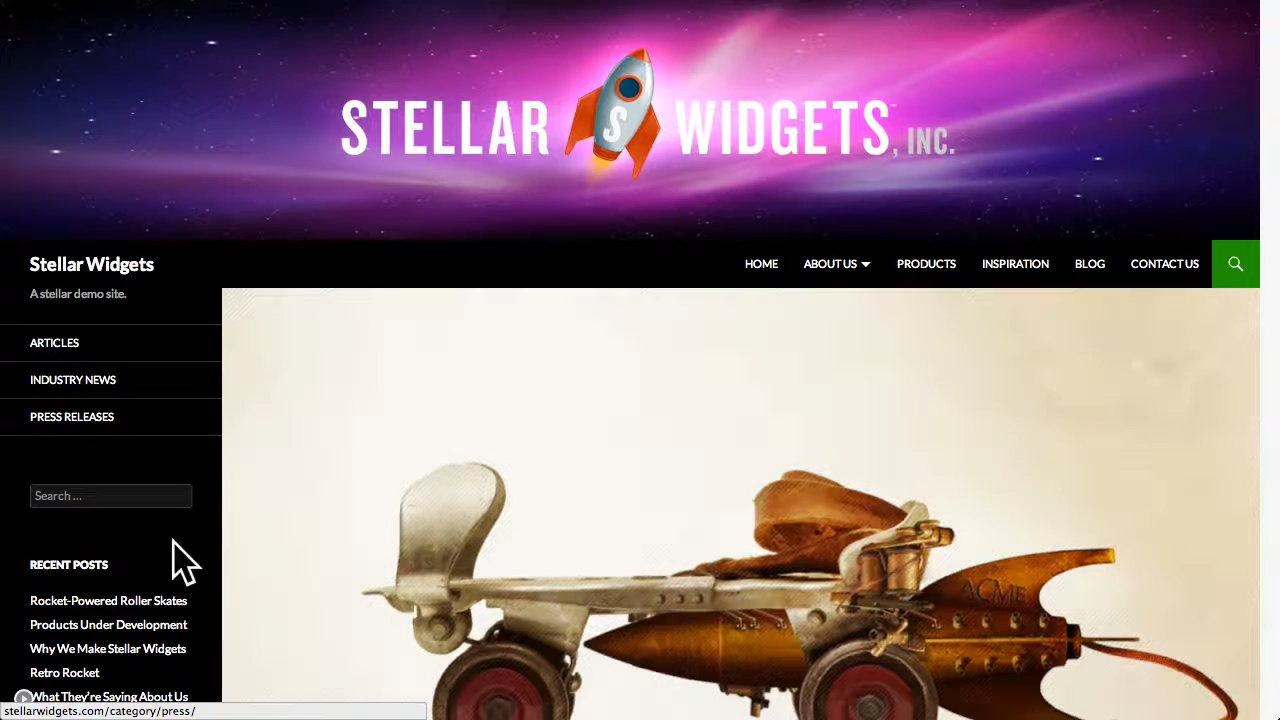 STELLAR S WIDGETS, INC.
Stellar Widgets
HOME ABOUT US PRODUCTS INSPIRATION BLOG CONTACT US
A stellar demo site.
ARTICLES
INDUSTRY NEWS
PRESS RELEASES
Search ...
RECENT POSTS
Rocket-Powered Roller Skates
Products Under Development
Why We Make Stellar Widgets
Retro Rocket
What They're Saying About Us
ACME
stellarwidgets.com/category/press/